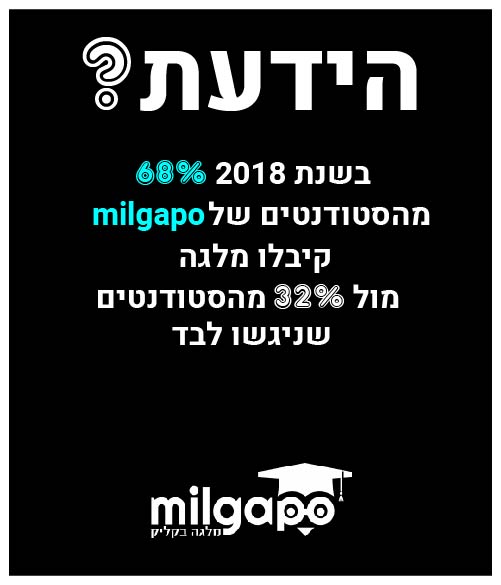 הידעת?
בשנת 2018 68%
מהסטודנטים של milgapo
קיבלו מלגה
מול 32% מהסטודנטים
שניגשו לבד
milgapo
מלגה בקליק